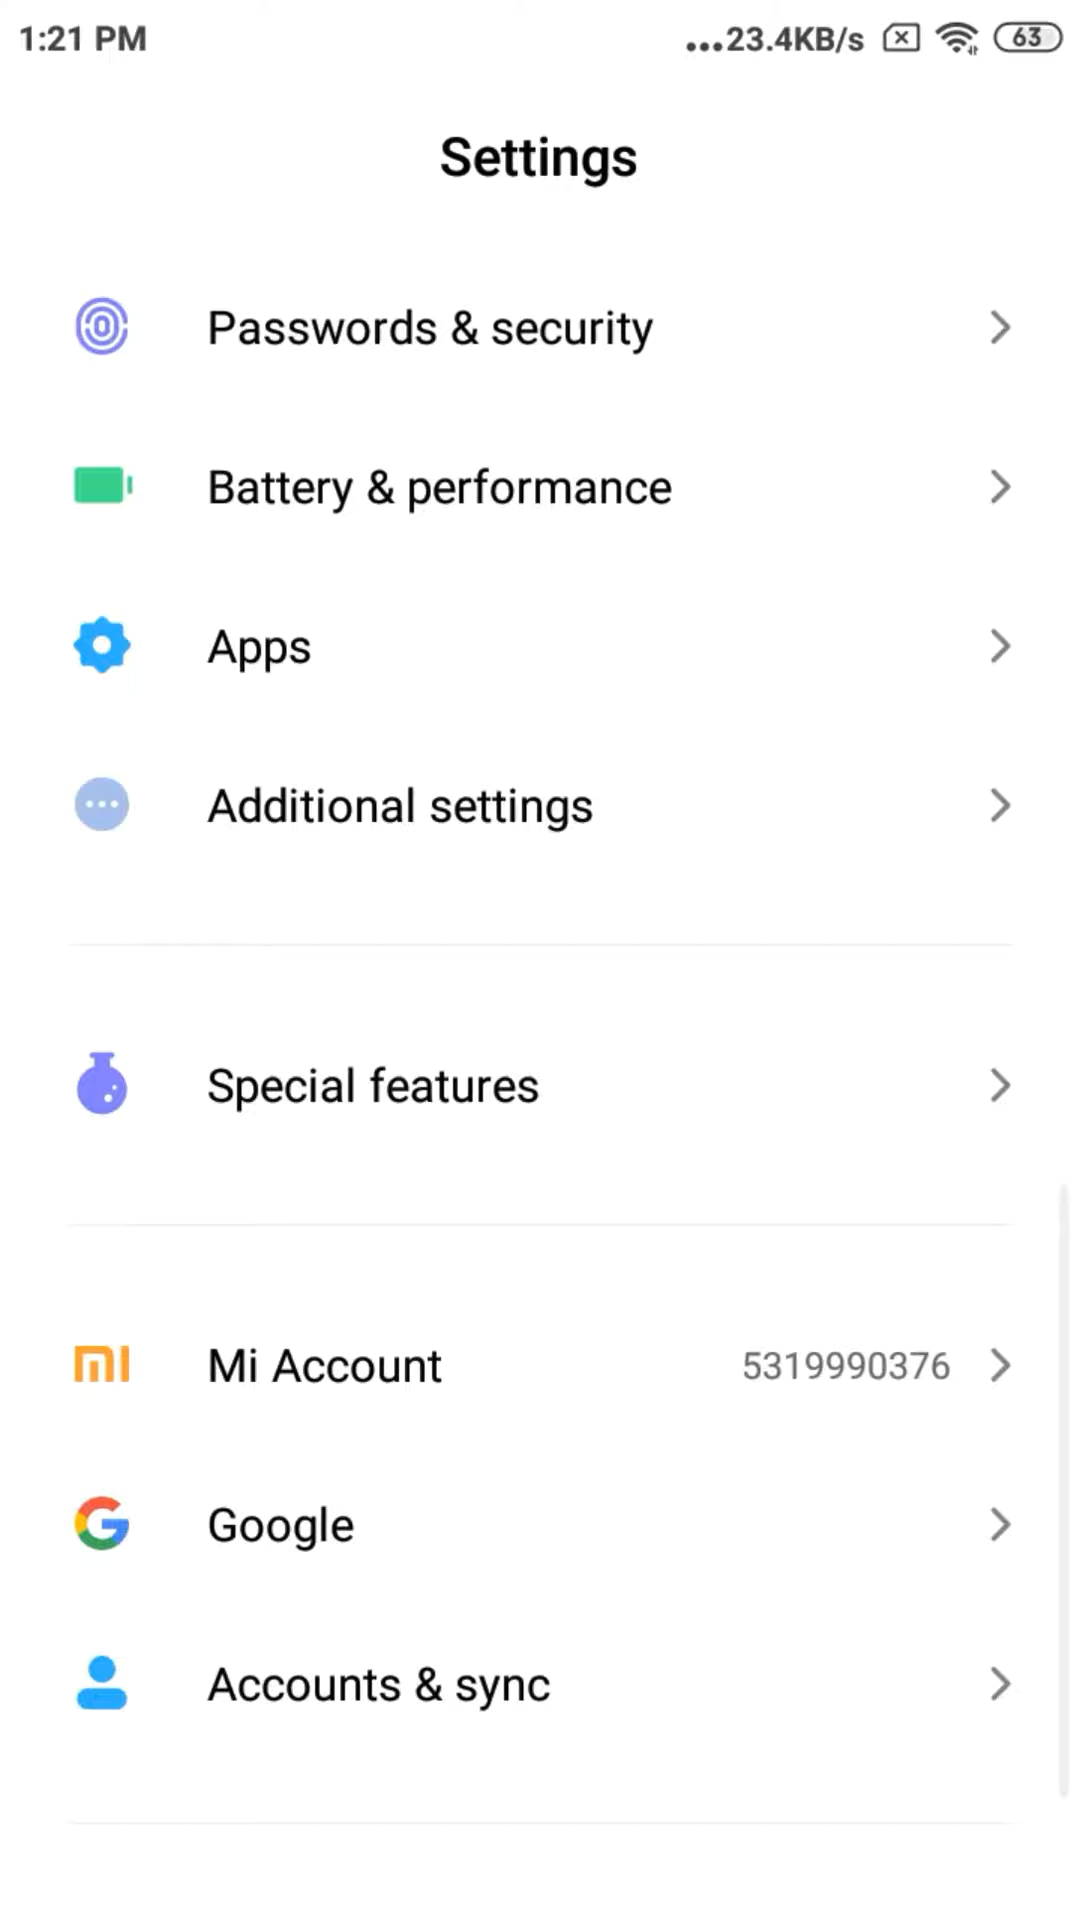 1:21 PM ...23.4KB/s 63
Settings
Passwords & security
Battery & performance
Apps
Additional settings
Special features
Mi Account 5319990376
Google
Accounts & sync